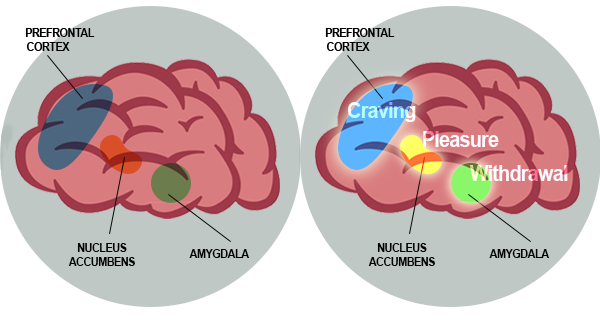 PREFRONTAL
CORTEX
NUCLEUS
ACCUMBENS
AMYGDALA
PREFRONTAL
CORTEX
Craving
Pleasure
Withdrawal
NUCLEUS
ACCUMBENS
AMYGDALA